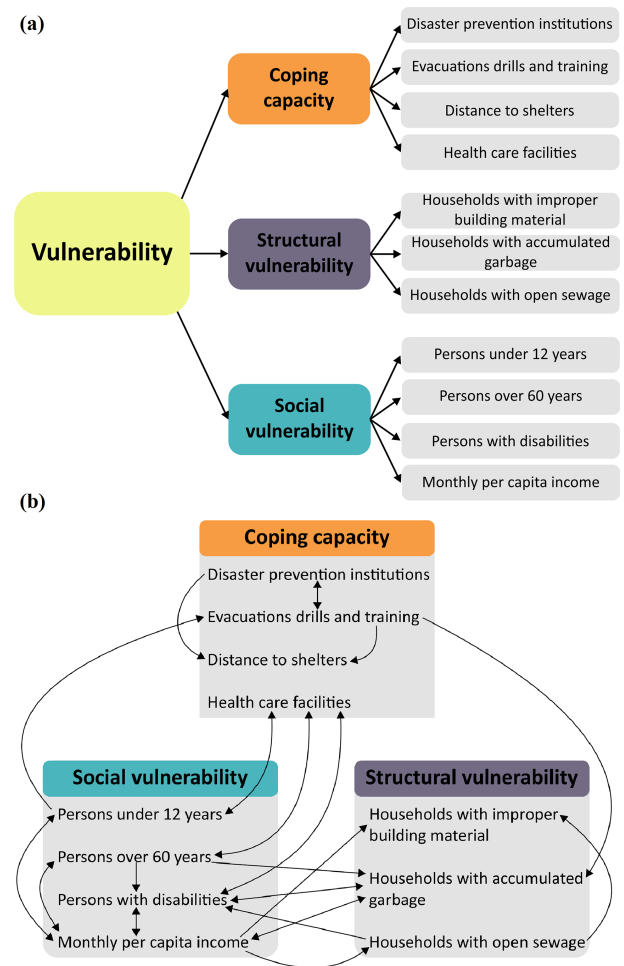 (a)
Disaster prevention institutions
Coping
capacity
Evacuations drills and training
Distance to shelters
Health care facilities
Vulnerability
Structural
vulnerability
Households with improper
building material
Households with accumulated
garbage
Households with open sewage
Social
vulnerability
Persons under 12 years
Persons over 60 years
Persons with disabilities
Monthly per capita income
(b)
Coping capacity
Disaster prevention institutions
Evacuations drills and training
Distance to shelters
Health care facilities
Social vulnerability
Persons under 12 years
Persons over 60 years
Persons with disabilities
Monthly per capita income
Structural vulnerability
Households with improper
building material
Households with accumulated
garbage
Households with open sewage